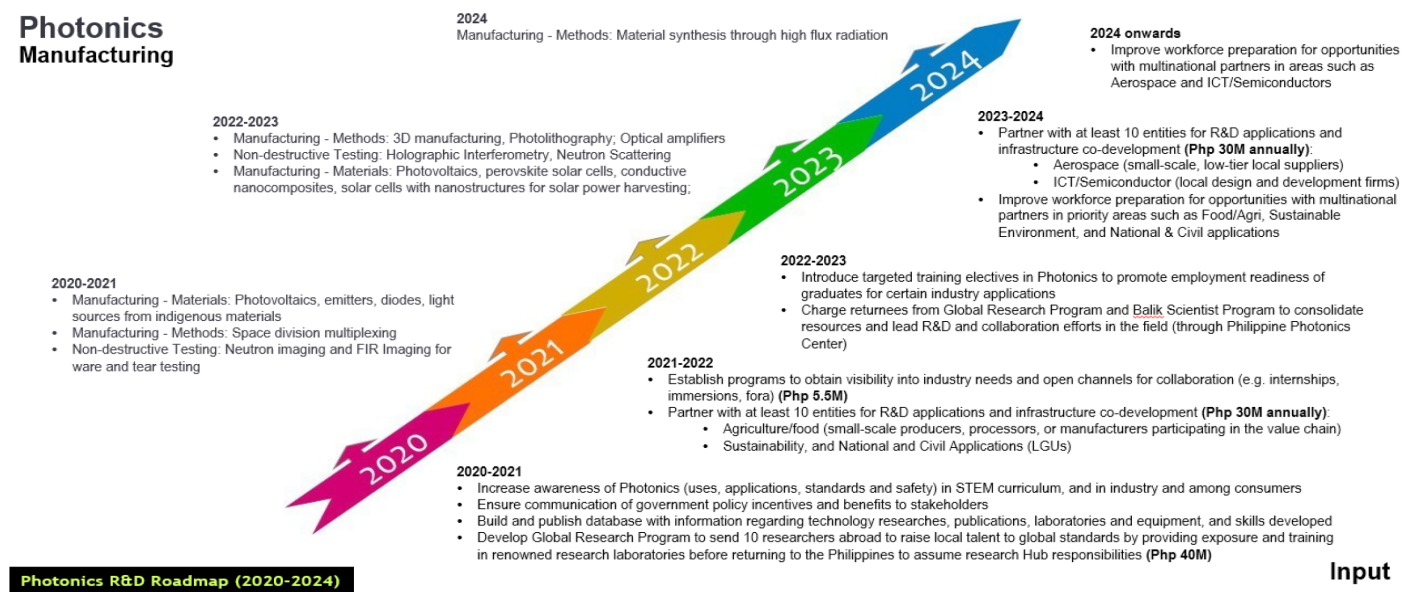 Photonics
Manufacturing
2024
Manufacturing - Methods: Material synthesis through high flux radiation
2022-2023
• Manufacturing - Methods: 3D manufacturing, Photolithography; Optical amplifiers
• Non-destructive Testing: Holographic Interferometry, Neutron Scattering
• Manufacturing - Materials: Photovoltaics, perovskite solar cells, conductive
nanocomposites, solar cells with nanostructures for solar power harvesting;
2020-2021
• Manufacturing - Materials: Photovoltaics, emitters, diodes, light
sources from indigenous materials
• Manufacturing - Methods: Space division multiplexing
• Non-destructive Testing: Neutron imaging and FIR Imaging for
ware and tear testing
2024
2023
2022
2021
2020
2024 onwards
• Improve workforce preparation for opportunities
with multinational partners in areas such as
Aerospace and ICT/Semiconductors
2023-2024
• Partner with at least 10 entities for R&D applications and
infrastructure co-development (Php 30M annually):
• Aerospace (small-scale, low-tier local suppliers)
• ICT/Semiconductor (local design and development firms)
• Improve workforce preparation for opportunities with multinational
partners in priority areas such as Food/Agri, Sustainable
Environment, and National & Civil applications
2022-2023
• Introduce targeted training electives in Photonics to promote employment readiness of
graduates for certain industry applications
• Charge returnees from Global Research Program and Balik Scientist Program to consolidate
resources and lead R&D and collaboration efforts in the field (through Philippine Photonics
Center)
2021-2022
• Establish programs to obtain visibility into industry needs and open channels for collaboration (e.g. internships,
immersions, fora) (Php 5.5M)
• Partner with at least 10 entities for R&D applications and infrastructure co-development (Php 30M annually):
• Agriculture/food (small-scale producers, processors, or manufacturers participating in the value chain)
• Sustainability, and National and Civil Applications (LGUs)
2020-2021
• Increase awareness of Photonics (uses, applications, standards and safety) in STEM curriculum, and in industry and among consumers
• Ensure communication of government policy incentives and benefits to stakeholders
• Build and publish database with information regarding technology researches, publications, laboratories and equipment, and skills developed
• Develop Global Research Program to send 10 researchers abroad to raise local talent to global standards by providing exposure and training
in renowned research laboratories before returning to the Philippines to assume research Hub responsibilities (Php 40M)
Photonics R&D Roadmap (2020-2024)
Input